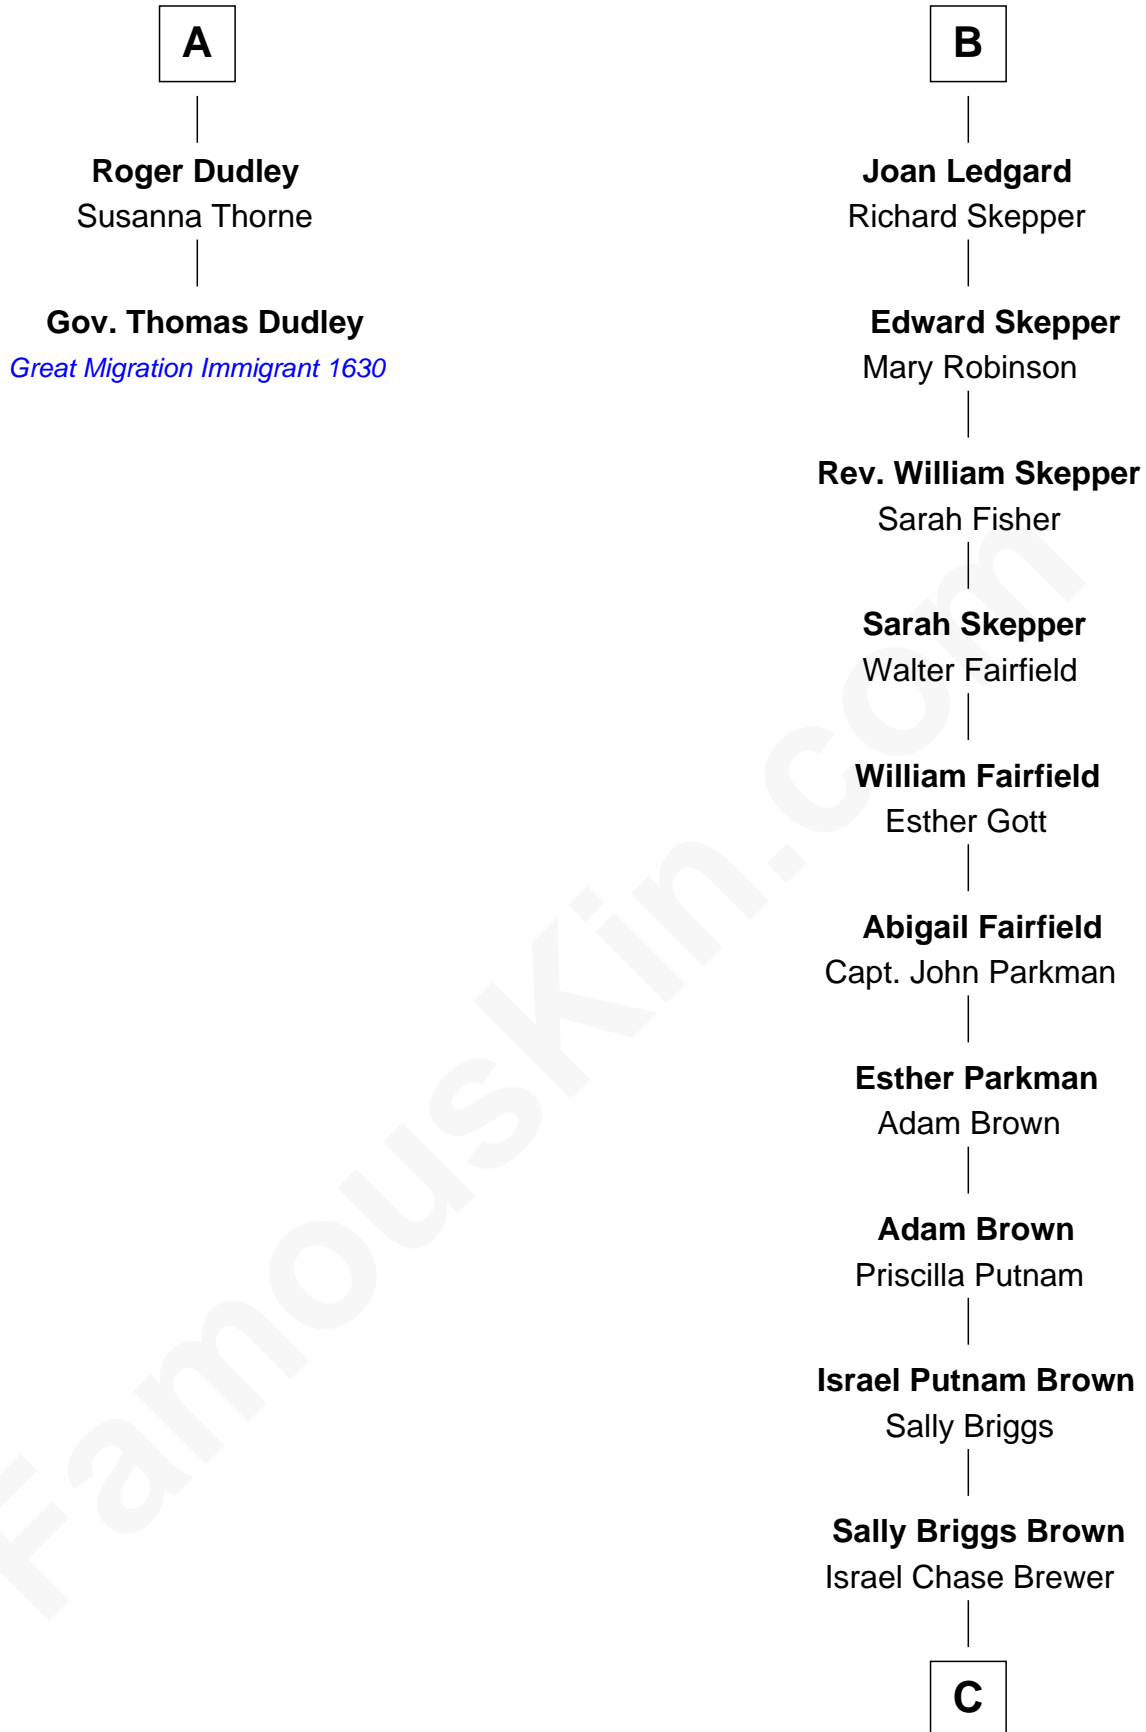 A
Roger Dudley
Susanna Thorne
Gov. Thomas Dudley
Great Migration Immigrant 1630
B
Joan Ledgard
Richard Skepper
Edward Skepper
Mary Robinson
Rev. William Skepper
Sarah Fisher
Sarah Skepper
Walter Fairfield
William Fairfield
Esther Gott
Abigail Fairfield
Capt. John Parkman
Esther Parkman
Adam Brown
Adam Brown
Priscilla Putnam
Israel Putnam Brown
Sally Briggs
Sally Briggs Brown
Israel Chase Brewer
C
FamousKin.com